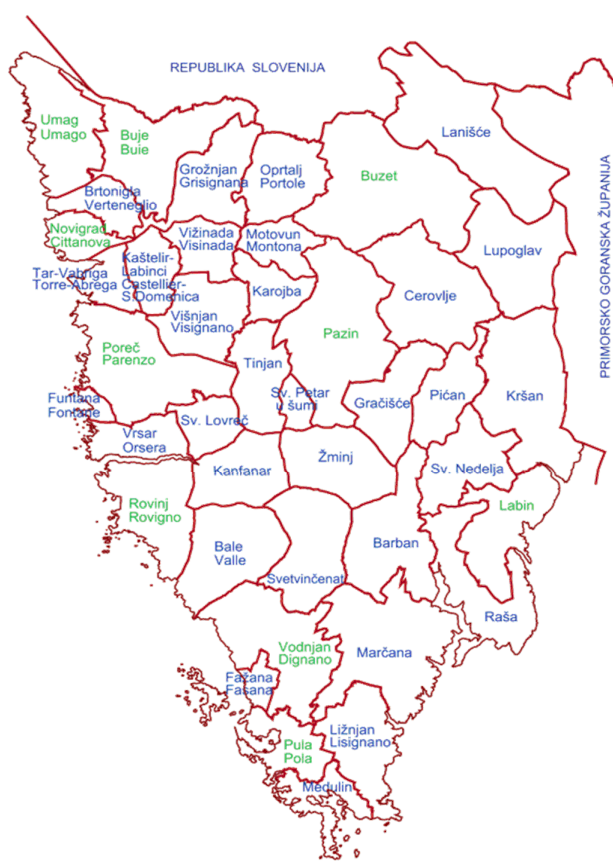 REPUBLIKA SLOVENIJA
PRIMORSKO GORANSKA ŽUPANIJA
Umag
Umago
Buje
Buie
Lanišće
Grožnjan
Grisignana
Oprtalj
Portole
Buzet
Brtonigla
Verteneglio
Novigrad
Cittanova
Vižinada
Visinada
Motovun
Montona
Lupoglav
Tar-Vabriga
Torre-Abrega
Kaštelir-
Labinci
Castellier-
S.Domenica
Karojba
Cerovlje
Višnjan
Visignano
Pazin
Poreč
Parenzo
Tinjan
Sv. Petar
u šumi
Gračišće
Pićan
Kršan
Funtana
Fontane
Vrsar
Orsera
Sv. Lovreč
Kanfanar
Žminj
Sv. Nedelja
Rovinj
Rovigno
Labin
Bale
Valle
Svetvinčenat
Barban
Raša
Vodnjan
Dignano
Marčana
Fažana
Fasana
Ližnjan
Lisignano
Pula
Pola
Medulin